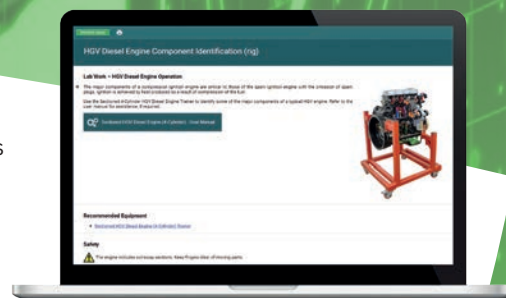 s
HGV Diesel Engine Component Identification (rig)
Lab Work - HGV Diesel Engine Operation
The major components of a compression ignition engine are similar to those of the spark ignition engine with the omission of spark
plugs. Ignition is achieved by heat produced as a result of compression of the fuel.
Use the Sectioned 4-Cylinder HGV Diesel Engine Trainer to identify some of the major components of a typical HGV engine. Refer to the
user manual for assistance, if required.
Sectioned HGV Diesel Engine (4-Cylinder) - User Manual
Recommended Equipment
Sectioned HGV Diesel Engine (4-Cylinder) Trainer
Safety
The engine includes cutaway sections. Keep fingers clear of moving parts.